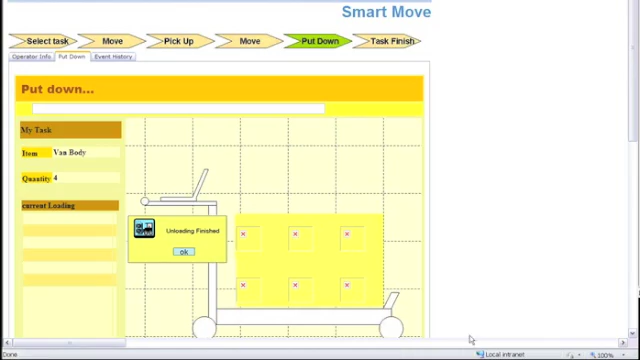 Smart Move
Select task
Move
Pick Up
Move
Put Down
Task Finish
Operator Info
Put Down
Event History
Put down...
My Task
Item Van Body
Quantity 4
current Loading
Unloading Finished
ok
Done
Local intranet
100%